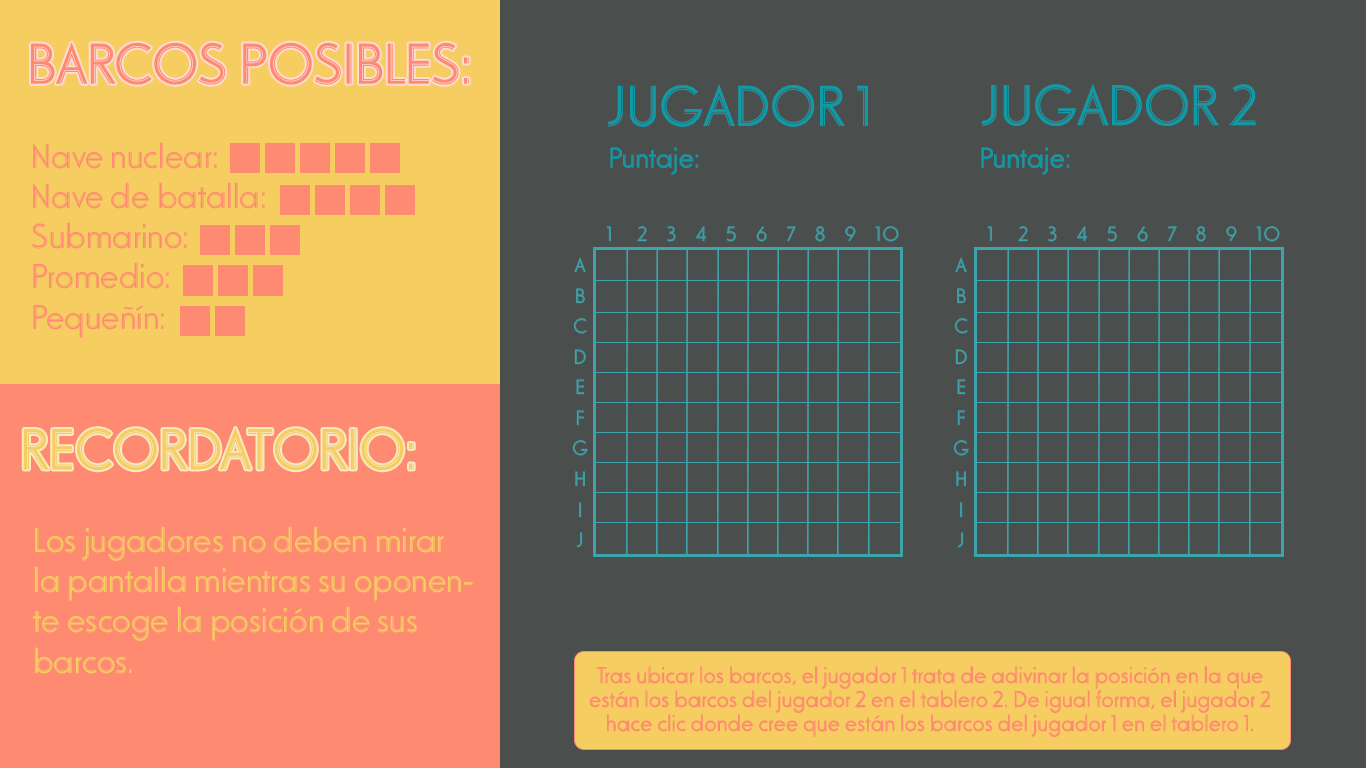 BARCOS POSIBLES:
Nave nuclear:
Nave de batalla:
Submarino:
Promedio:
Pequeñín:
RECORDATORIO:
Los jugadores no deben mirar
la pantalla mientras su oponen-
te escoge la posición de sus
barcos.
JUGADOR 1
Puntaje:
1 2 3 4 5 6 7 8 9 10
A
B
C
D
E
F
G
H
I
J
JUGADOR 2
Puntaje:
1 2 3 4 5 6 7 8 9 10
A
B
C
D
E
F
G
H
I
J
Tras ubicar los barcos, el jugador 1 trata de adivinar la posición en la que
están los barcos del jugador 2 en el tablero 2. De igual forma, el jugador 2
hace clic donde cree que están los barcos del jugador 1 en el tablero 1.